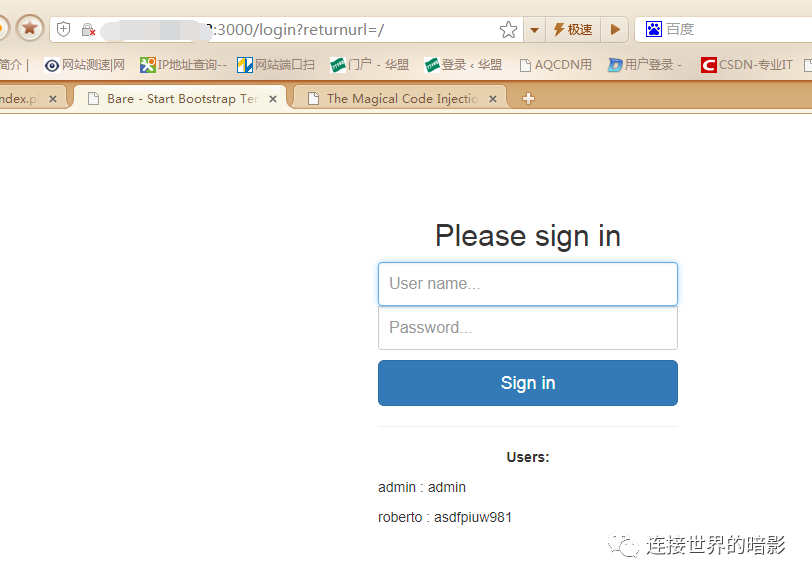 :3000/login?returnurl=/
极速
百度
简介 |
网站测速|网
IP地址查询--
网站端口扫
门户 - 华盟
登录 ‹ 华盟
AQCDN用
用户登录 -
CSDN-专业IT
ndex.p
Bare - Start Bootstrap Ter
The Magical Code Injectio
Please sign in
User name...
Password...
Sign in
Users:
admin : admin
roberto : asdfpiuw981
连接世界的暗影